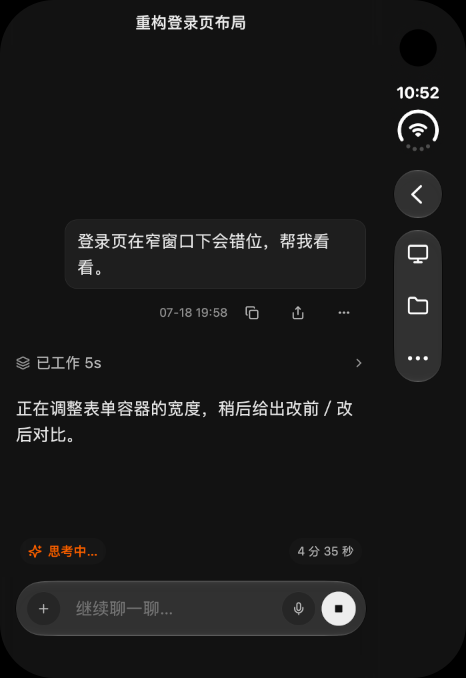 重构登录页布局
10:52
登录页在窄窗口下会错位，帮我看
看。
07-18 19:58
已工作 5s
正在调整表单容器的宽度，稍后给出改前 / 改
后对比。
思考中...
4 分 35 秒
继续聊一聊...